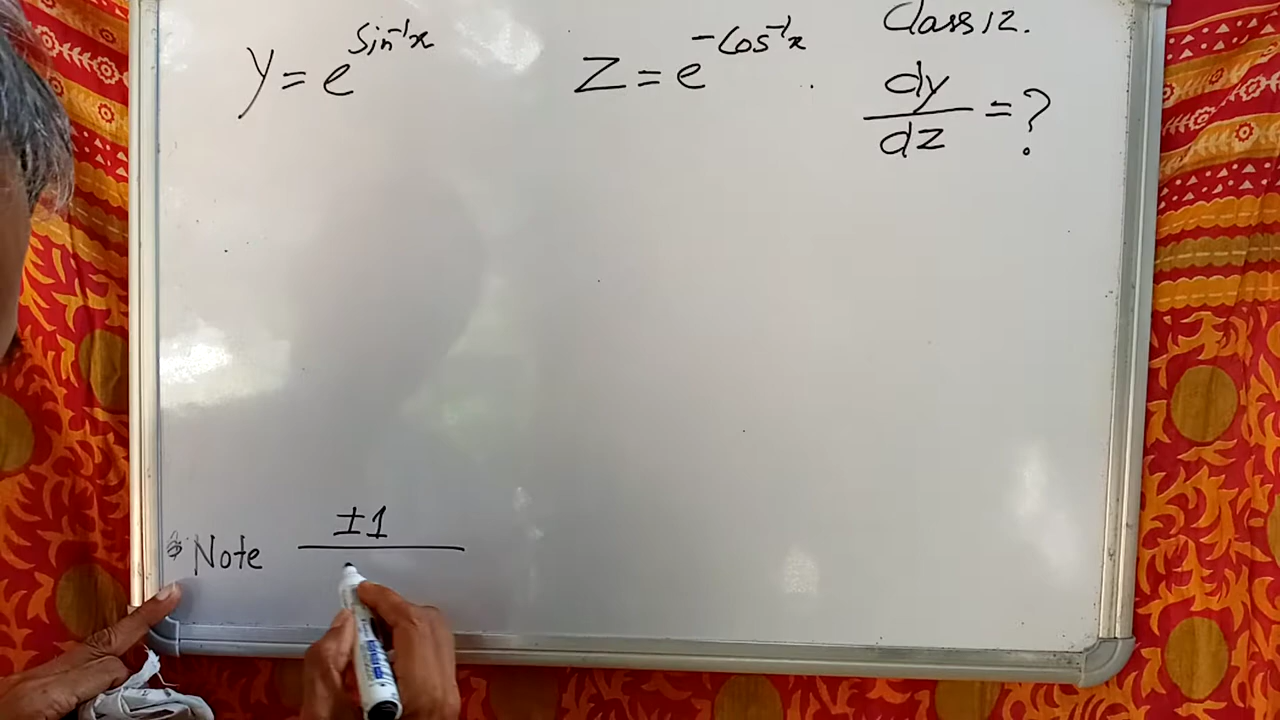 Class 12.
y = e^{Sin⁻¹x} z = e^{-Cos⁻¹x}
dy/dz = ?
Note ±1